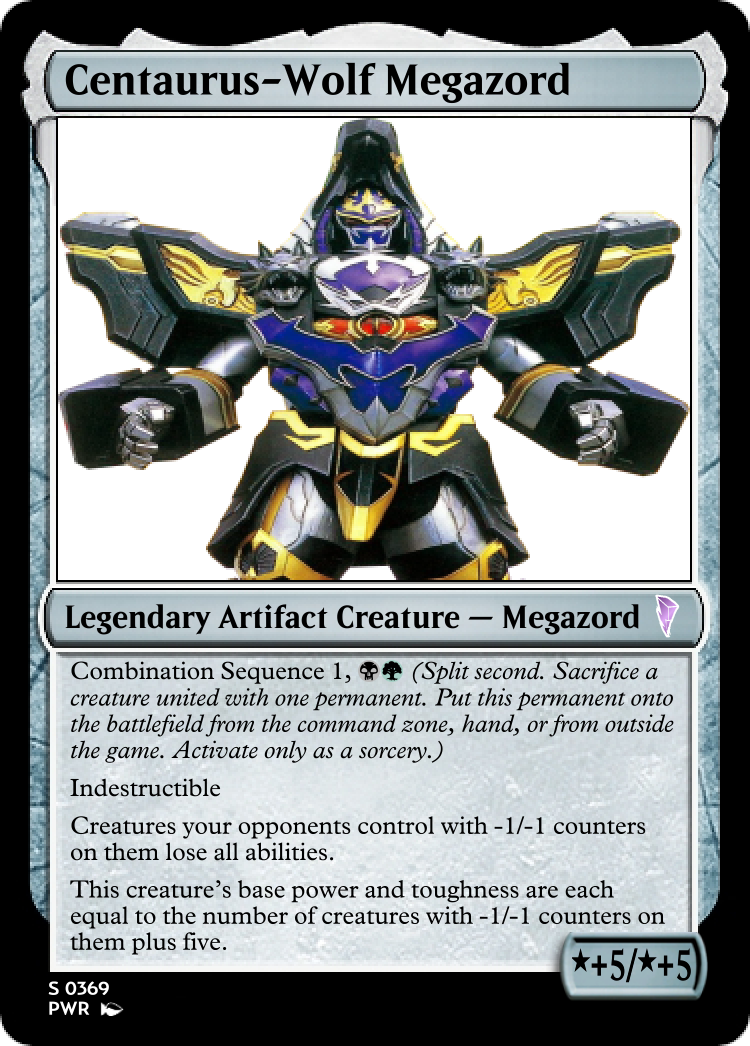 Centaurus-Wolf Megazord
Legendary Artifact Creature — Megazord
Combination Sequence 1, (Split second. Sacrifice a
creature united with one permanent. Put this permanent onto
the battlefield from the command zone, hand, or from outside
the game. Activate only as a sorcery.)
Indestructible
Creatures your opponents control with -1/-1 counters
on them lose all abilities.
This creature's base power and toughness are each
equal to the number of creatures with -1/-1 counters on
them plus five.
★+5/★+5
S 0369
PWR